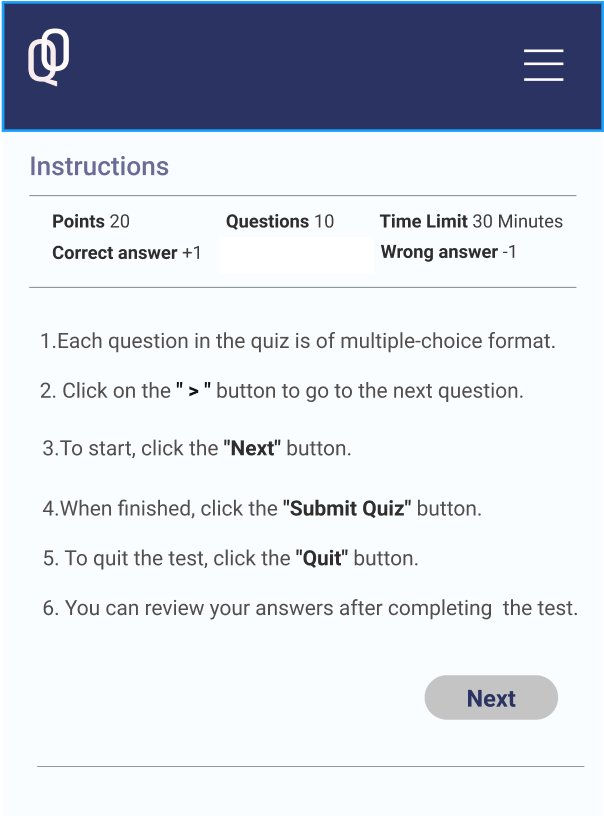 Instructions
Points 20 Questions 10 Time Limit 30 Minutes
Correct answer +1 Wrong answer -1
1.Each question in the quiz is of multiple-choice format.
2. Click on the " > " button to go to the next question.
3.To start, click the "Next" button.
4.When finished, click the "Submit Quiz" button.
5. To quit the test, click the "Quit" button.
6. You can review your answers after completing  the test.
Next